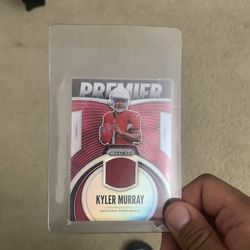 PREMIER
PRIZM
KYLER MURRAY
ARIZONA CARDINALS